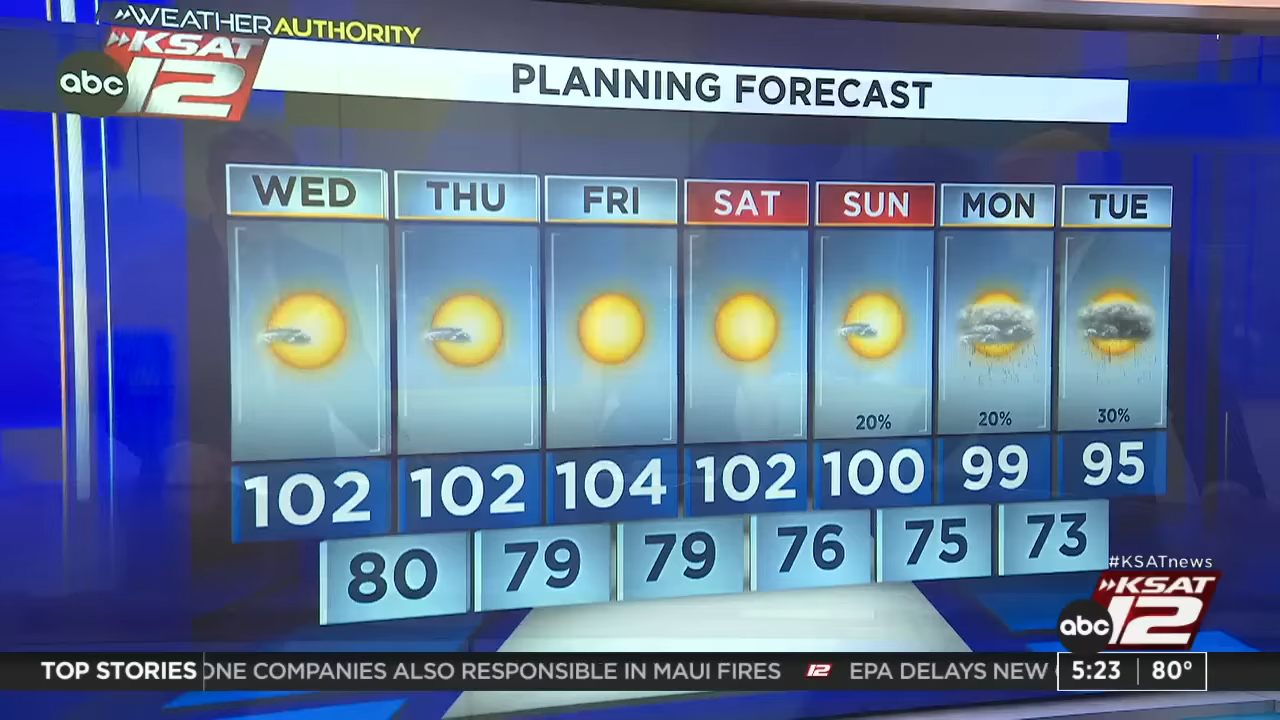 WEATHERAUTHORITY
KSAT
abc 12
PLANNING FORECAST
WED THU FRI SAT SUN MON TUE
20% 20% 30%
102 102 104 102 100 99 95
80 79 79 76 75 73
#KSATnews
KSAT
abc 12
TOP STORIES ONE COMPANIES ALSO RESPONSIBLE IN MAUI FIRES 12 EPA DELAYS NEW 5:23 80°